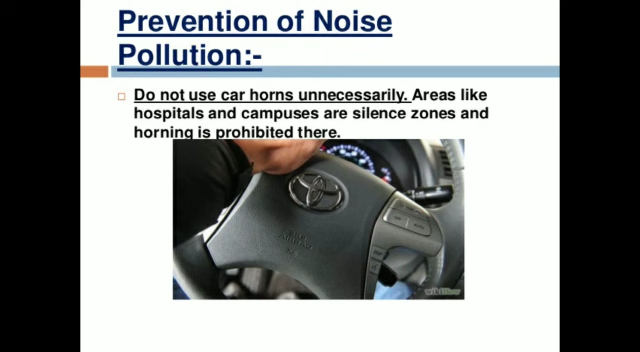 Prevention of Noise
Pollution:-
Do not use car horns unnecessarily. Areas like
hospitals and campuses are silence zones and
horning is prohibited there.
wikiHow